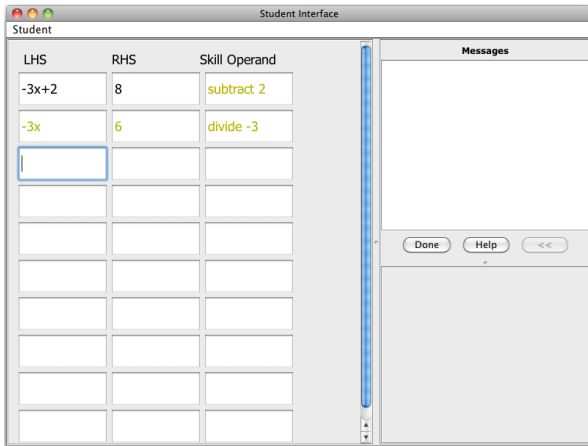 Student Interface
Student
LHS RHS Skill Operand
-3x+2 8 subtract 2
-3x 6 divide -3
Messages
Done Help <<